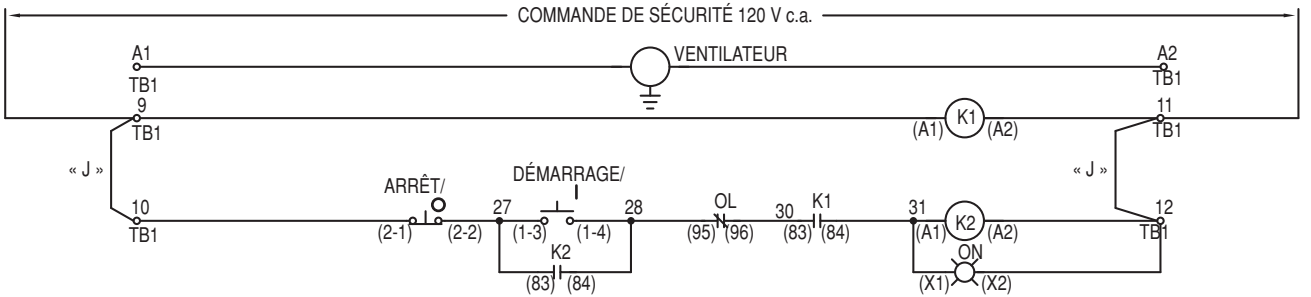 COMMANDE DE SÉCURITÉ 120 V c.a.
A1
VENTILATEUR
A2
TB1
TB1
9
11
TB1
(A1)
K1
(A2)
TB1
« J »
« J »
ARRÊT/
DÉMARRAGE/
10
27
28
OL
30
K1
31
12
TB1
(2-1)
(2-2)
(1-3)
(1-4)
(95)
(96)
(83)
(84)
(A1)
K2
(A2)
TB1
K2
ON
(83)
(84)
(X1)
(X2)